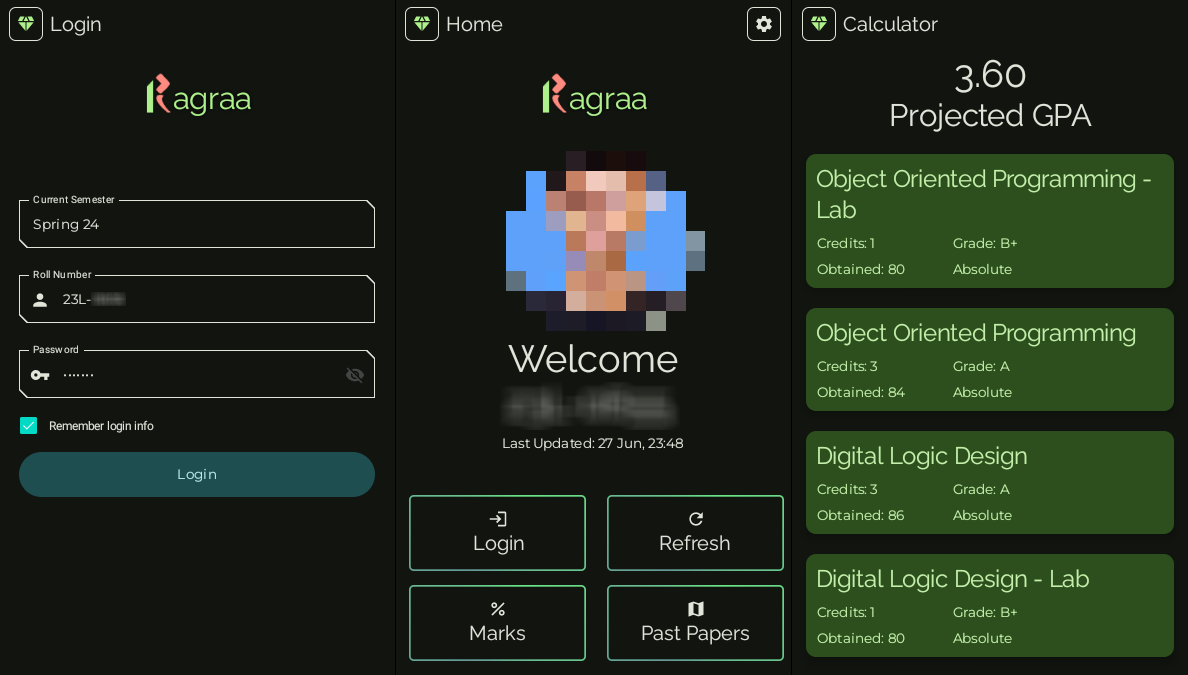 Login
Ragraa
Current Semester
Spring 24
Roll Number
23L-
Password
Remember login info
Login
Home
Ragraa
Welcome
Last Updated: 27 Jun, 23:48
Login
Refresh
Marks
Past Papers
Calculator
3.60
Projected GPA
Object Oriented Programming -
Lab
Credits: 1 Grade: B+
Obtained: 80 Absolute
Object Oriented Programming
Credits: 3 Grade: A
Obtained: 84 Absolute
Digital Logic Design
Credits: 3 Grade: A
Obtained: 86 Absolute
Digital Logic Design - Lab
Credits: 1 Grade: B+
Obtained: 80 Absolute